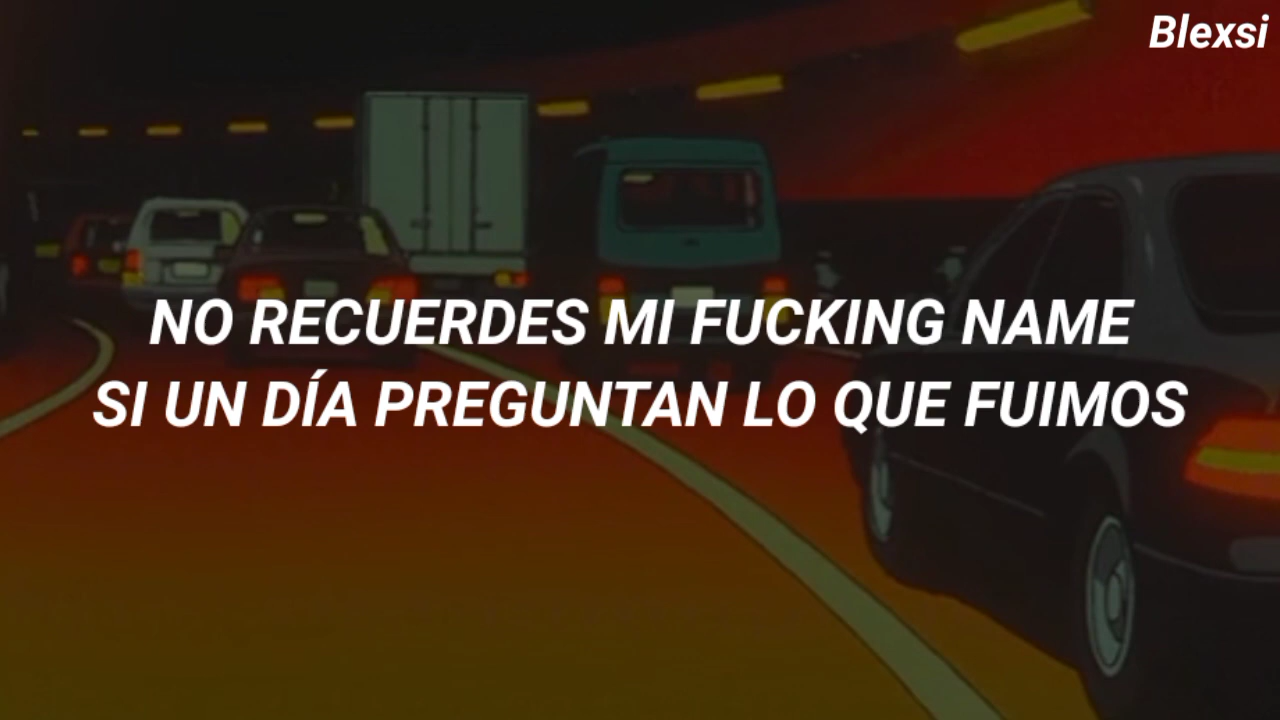 Blexsi
NO RECUERDES MI FUCKING NAME
SI UN DÍA PREGUNTAN LO QUE FUIMOS